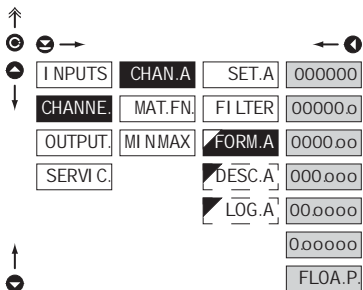 INPUTS CHAN.A SET.A 000000
CHANNE. MAT.FN. FILTER 00000.0
OUTPUT. MINMAX FORM.A 0000.00
SERVIC. DESC.A 000.000
LOG.A 00.0000
0.00000
FLOA.P.